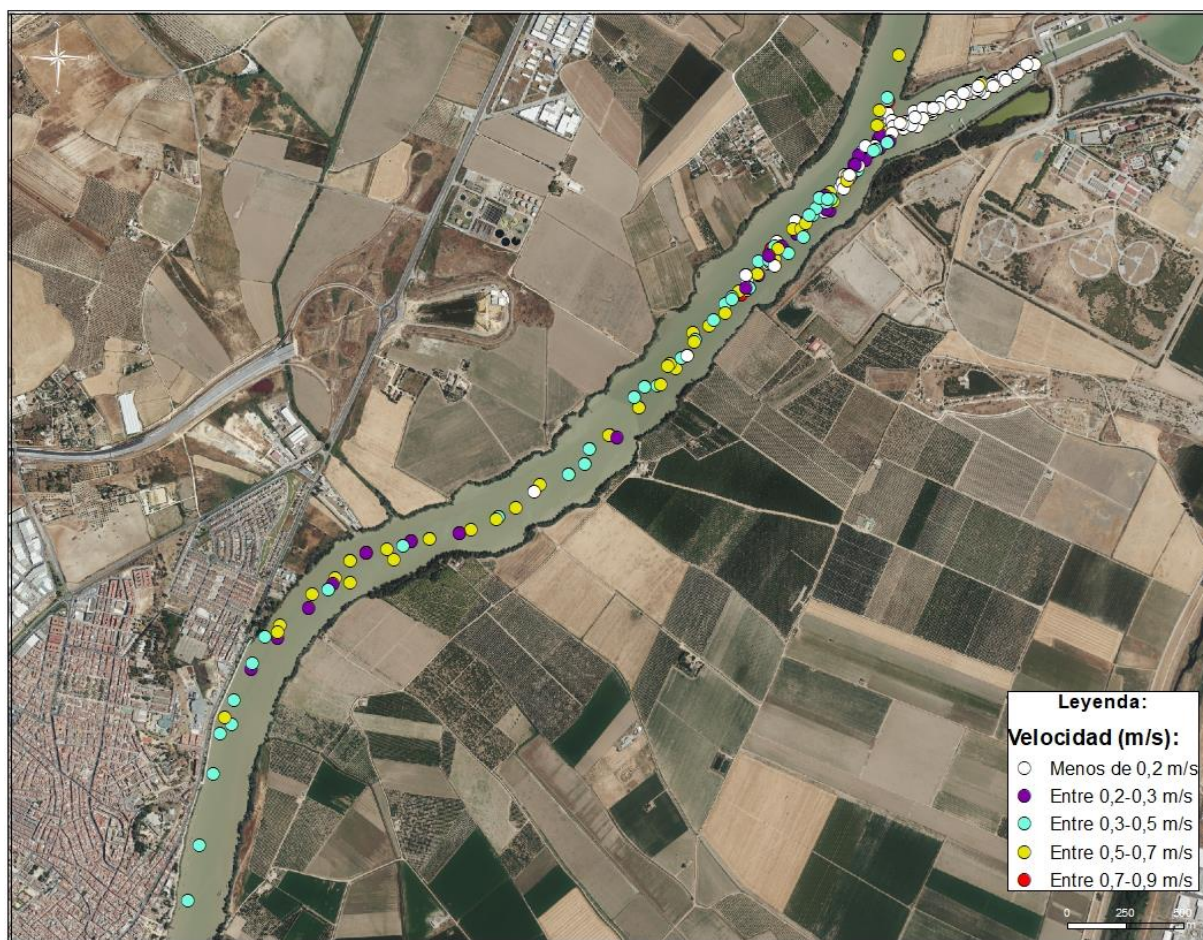 Leyenda:
Velocidad (m/s):
Menos de 0,2 m/s
Entre 0,2-0,3 m/s
Entre 0,3-0,5 m/s
Entre 0,5-0,7 m/s
Entre 0,7-0,9 m/s
0 250 500